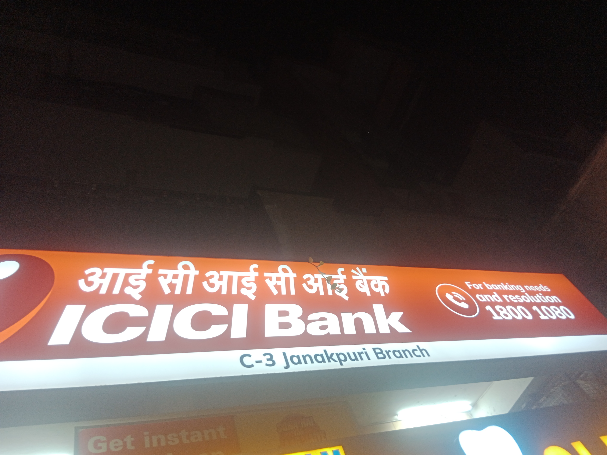 आई सी आई सी आई बैंक
ICICI Bank
For banking needs
and resolution
1800 1080
C-3 Janakpuri Branch
Get instant